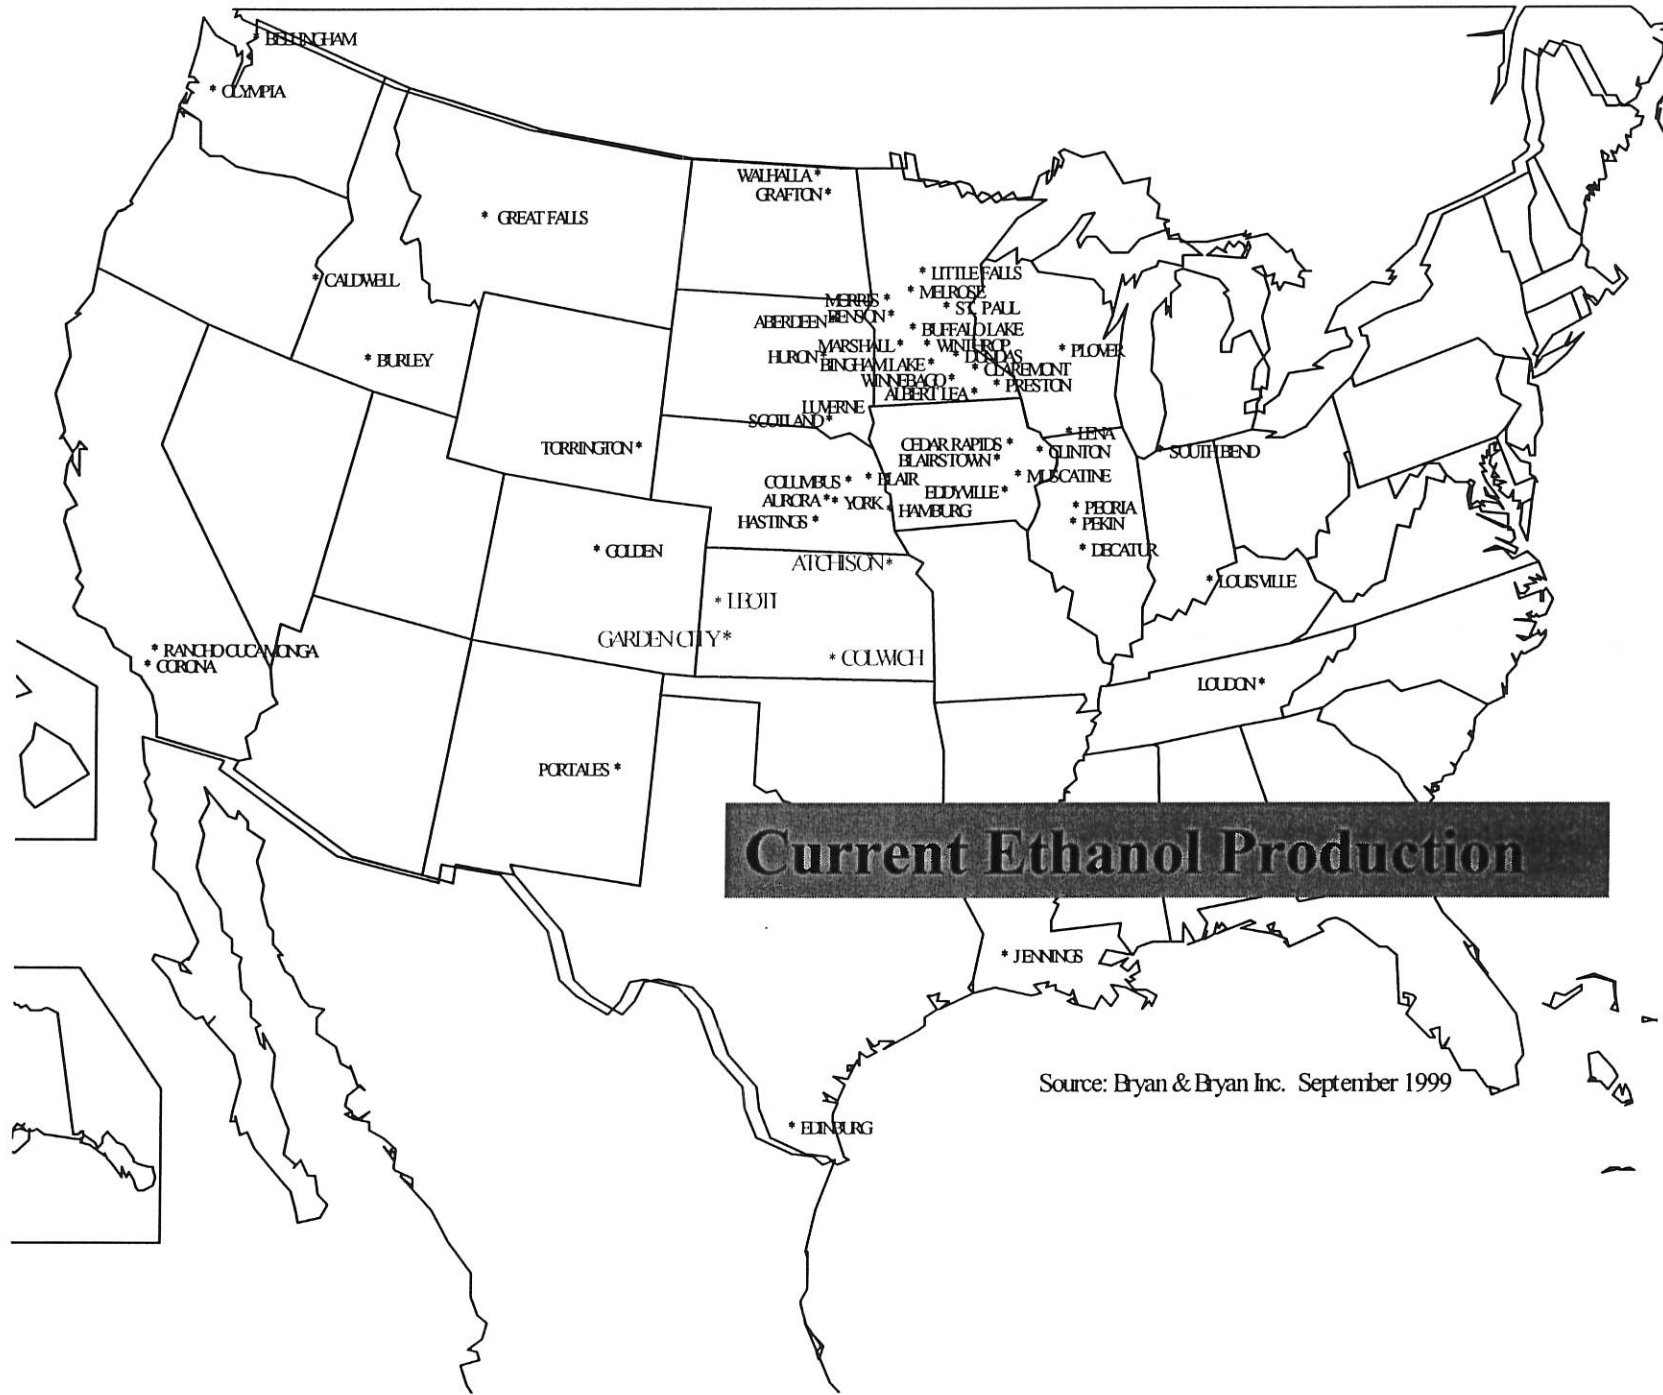 * BELLINGHAM
* OLYMPIA
WALHALLA *
GRAFTON *
* GREAT FALLS
* CALDWELL
* LITTLE FALLS
* MELROSE
MERRIS *
* ST. PAUL
BENSON *
ABERDEEN *
* BUFFALO LAKE
MARSHALL *
* WINTHROP
* PLOVER
HURON *
* DUNDAS
* BURLEY
BINGHAM LAKE *
* CLAREMONT
WINNEBAGO *
* PRESTON
ALBERT LEA *
LUVERNE
SCOTLAND *
* LENA
CEDAR RAPIDS *
TORRINGTON *
* CLINTON
* SOUTH BEND
BLAIRSTOWN *
* MUSCATINE
COLUMBUS *
* BLAIR
EDDYVILLE *
AURORA *
* YORK
* HAMBURG
* PEORIA
HASTINGS *
* PEKIN
* GOLDEN
* DECATUR
ATCHISON *
* LOUISVILLE
* LEOTI
GARDEN CITY *
* RANCHO CUCAMONGA
* CORONA
* COLWICH
LOUDON *
PORTALES *
Current Ethanol Production
* JENNINGS
Source: Bryan & Bryan Inc. September 1999
* EDINBURG